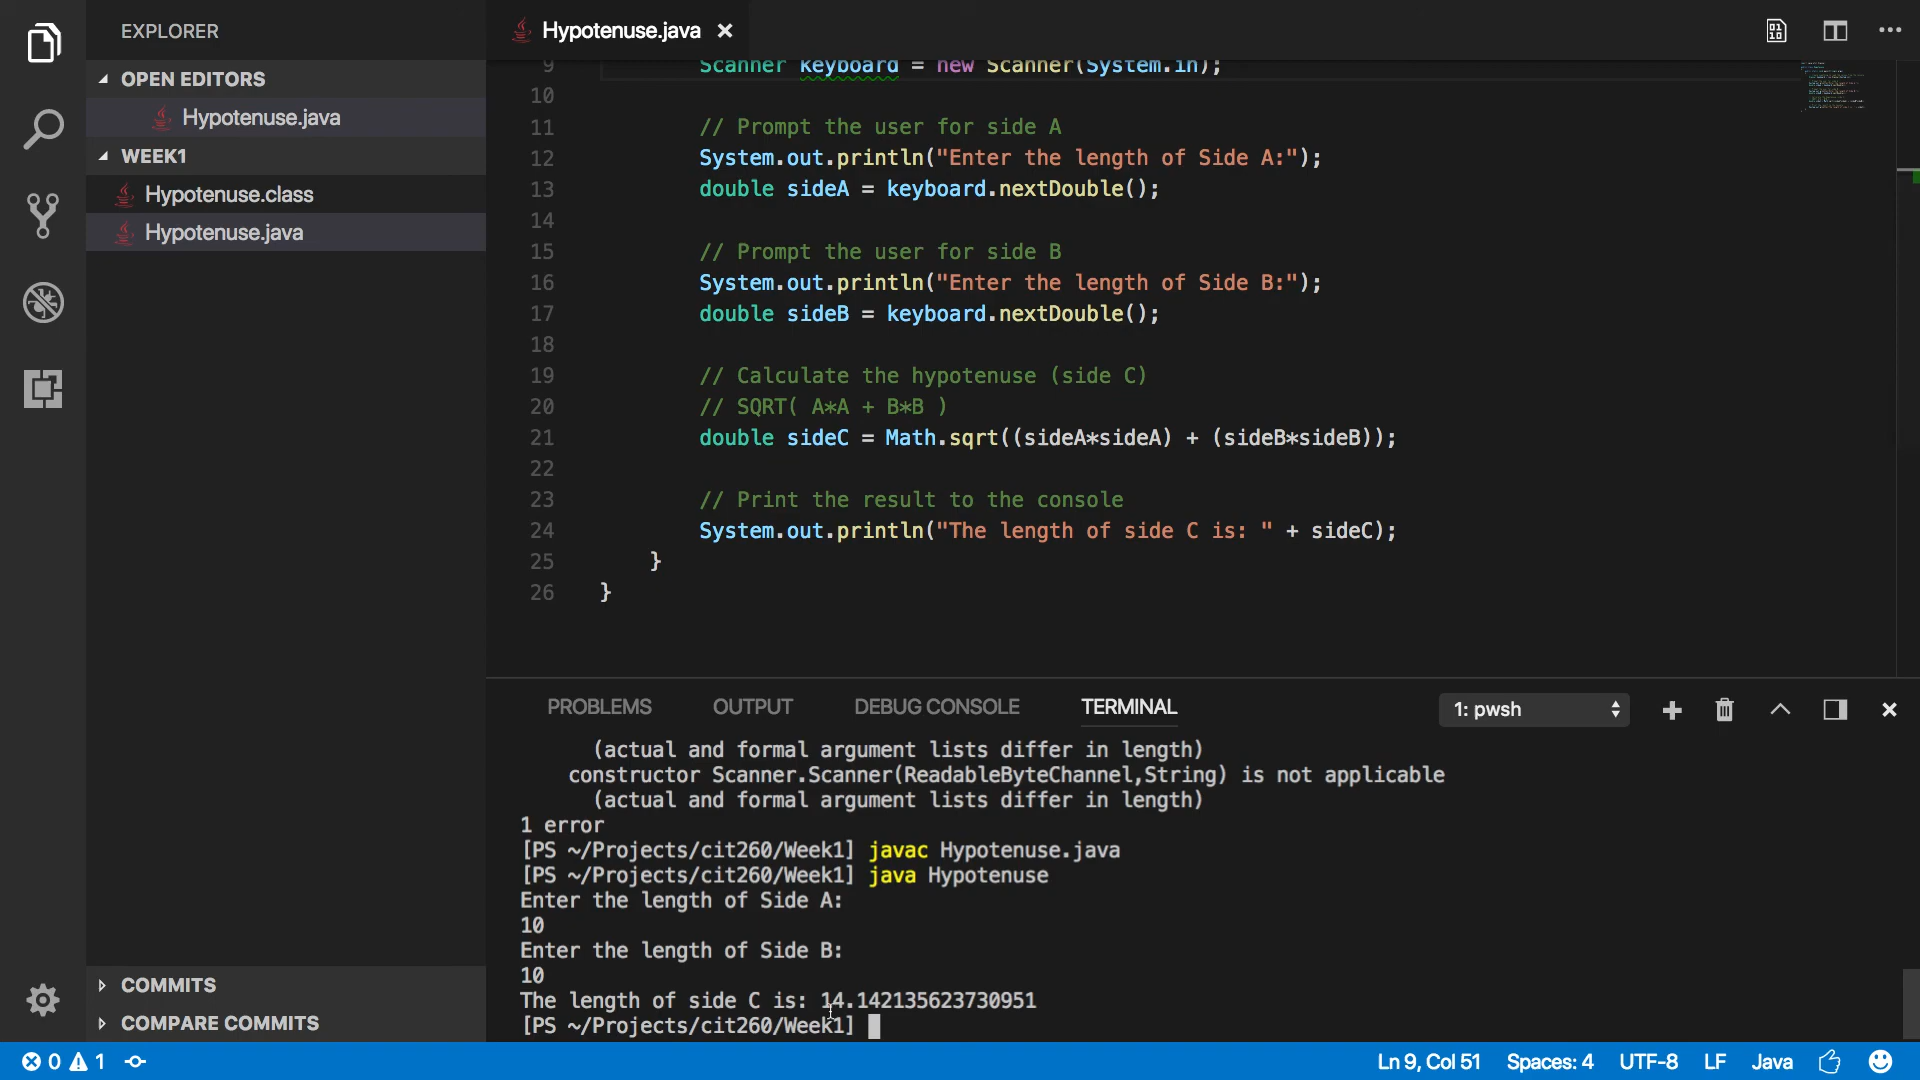 EXPLORER
OPEN EDITORS
Hypotenuse.java
WEEK1
Hypotenuse.class
Hypotenuse.java
COMMITS
COMPARE COMMITS
Hypotenuse.java
9 Scanner keyboard = new Scanner(System.in);
10
11 // Prompt the user for side A
12 System.out.println("Enter the length of Side A:");
13 double sideA = keyboard.nextDouble();
14
15 // Prompt the user for side B
16 System.out.println("Enter the length of Side B:");
17 double sideB = keyboard.nextDouble();
18
19 // Calculate the hypotenuse (side C)
20 // SQRT( A*A + B*B )
21 double sideC = Math.sqrt((sideA*sideA) + (sideB*sideB));
22
23 // Print the result to the console
24 System.out.println("The length of side C is: " + sideC);
25 }
26 }
PROBLEMS OUTPUT DEBUG CONSOLE TERMINAL 1: pwsh
(actual and formal argument lists differ in length)
constructor Scanner.Scanner(ReadableByteChannel,String) is not applicable
(actual and formal argument lists differ in length)
1 error
[PS ~/Projects/cit260/Week1] javac Hypotenuse.java
[PS ~/Projects/cit260/Week1] java Hypotenuse
Enter the length of Side A:
10
Enter the length of Side B:
10
The length of side C is: 14.142135623730951
[PS ~/Projects/cit260/Week1]
0 1 Ln 9, Col 51 Spaces: 4 UTF-8 LF Java